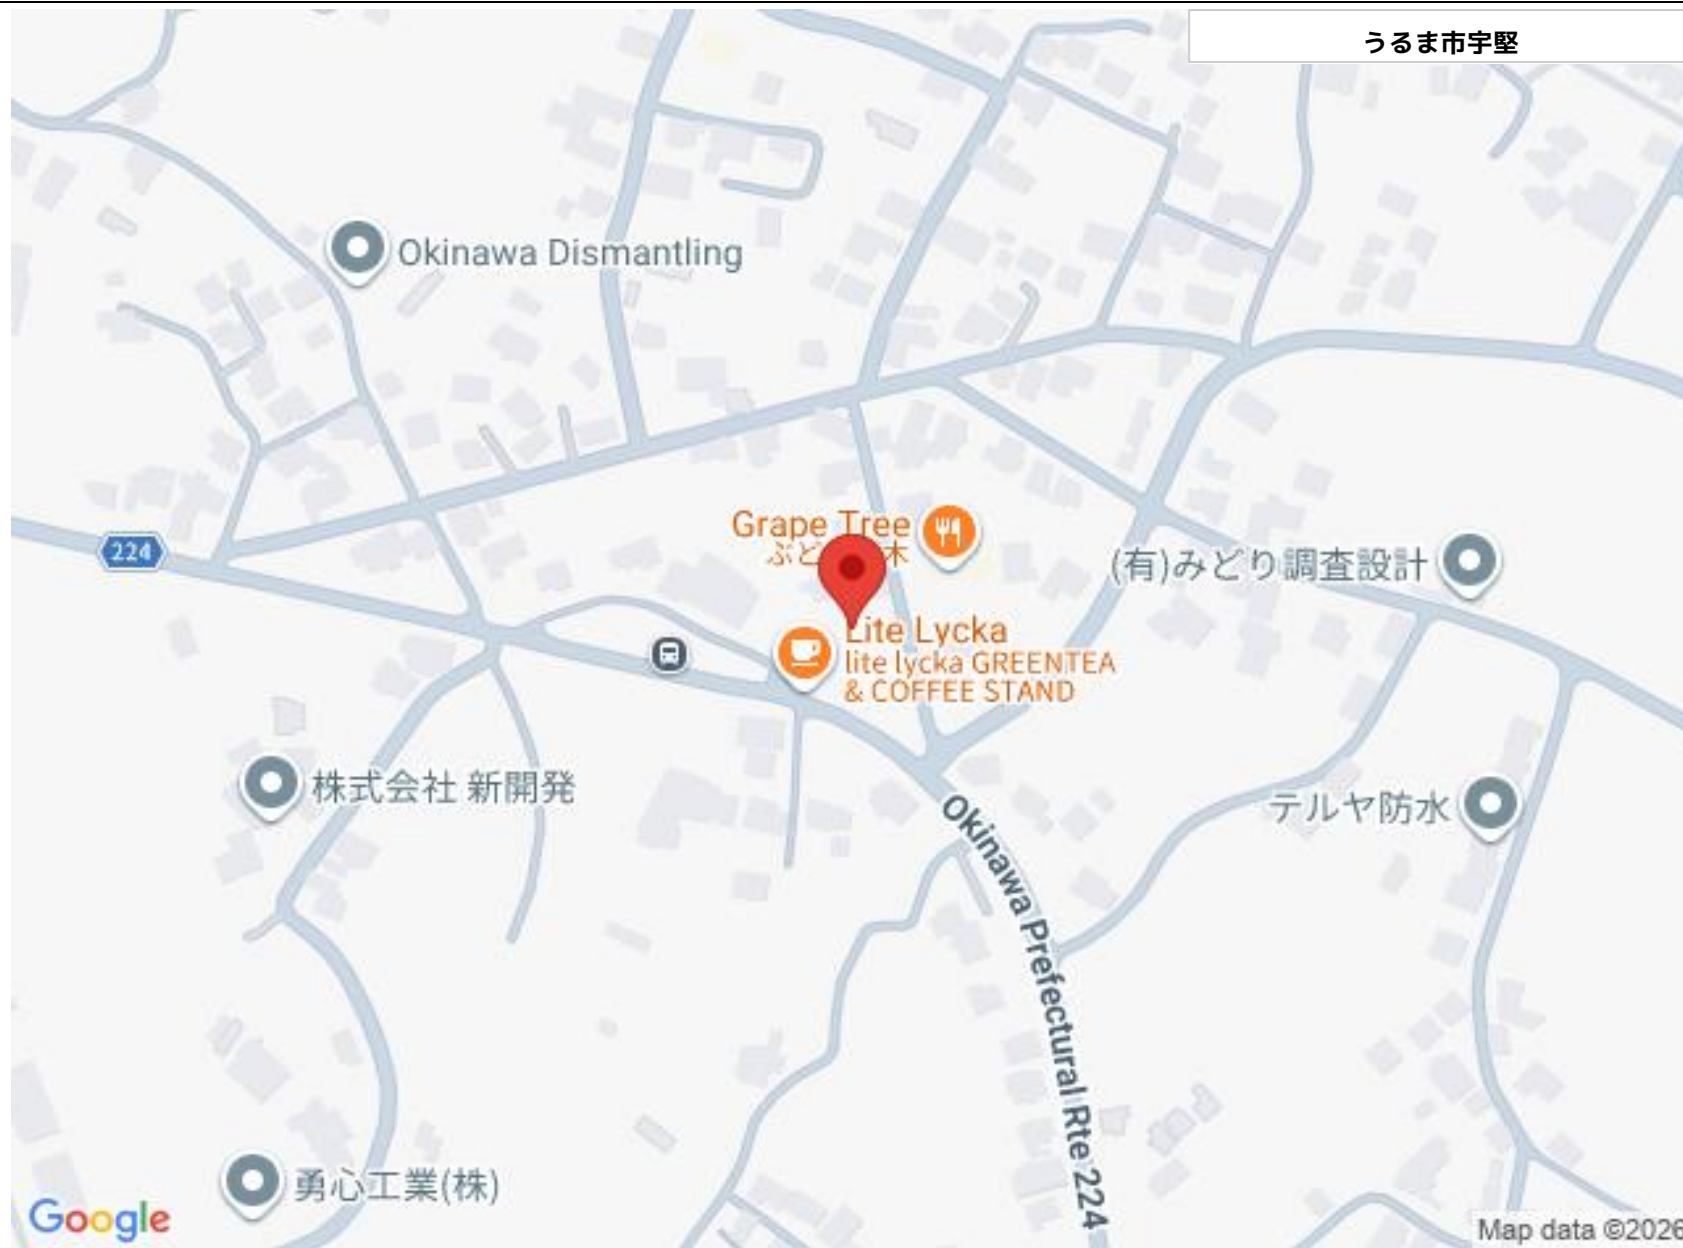 うるま市宇堅
Okinawa Dismantling
224
Grape Tree
(有)みどり調査設計
Lite Lycka
lite lycka GREENTEA
& COFFEE STAND
株式会社 新開発
テルヤ防水
Okinawa Prefectural Rte 224
勇心工業(株)
Google
Map data ©2026